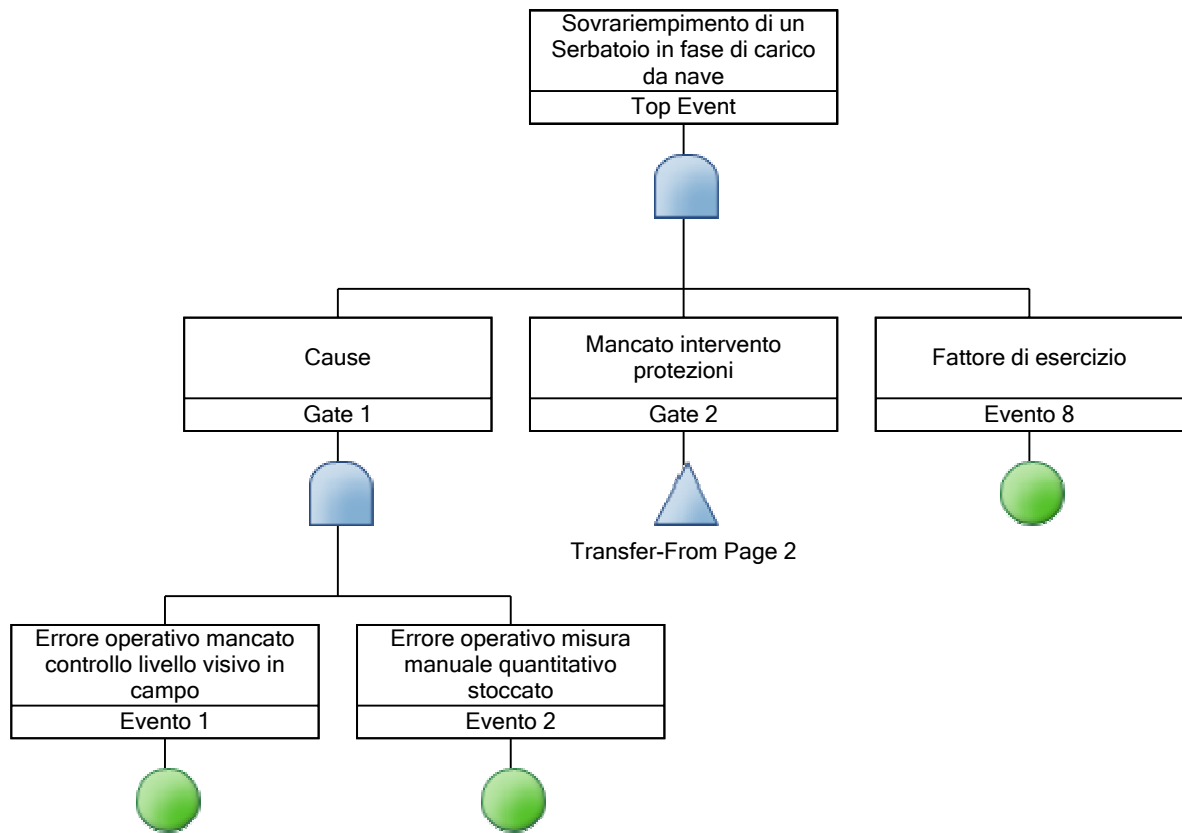 Sovrariempimento di un
Serbatoio in fase di carico
da nave
Top Event
Cause
Gate 1
Mancato intervento
protezioni
Gate 2
Fattore di esercizio
Evento 8
Transfer-From Page 2
Errore operativo mancato
controllo livello visivo in
campo
Evento 1
Errore operativo misura
manuale quantitativo
stoccato
Evento 2